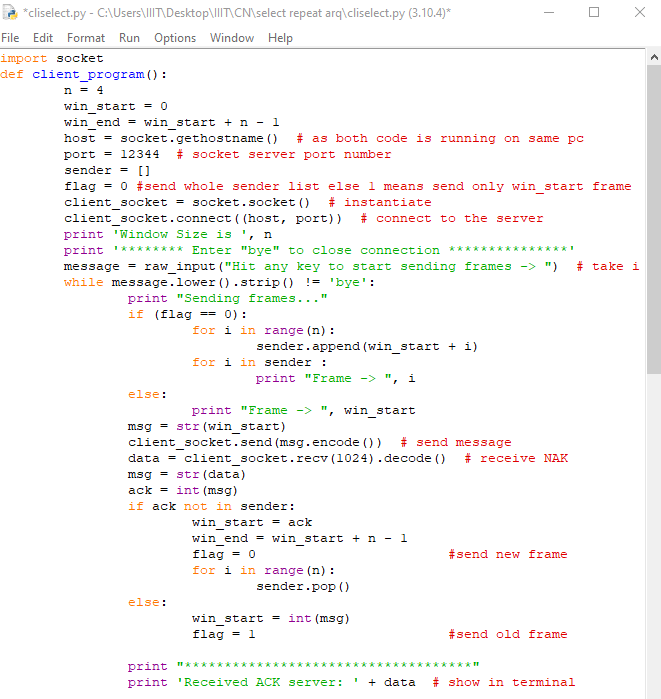 *cliselect.py - C:\Users\IIIT\Desktop\IIIT\CN\select repeat arq\cliselect.py (3.10.4)*
File Edit Format Run Options Window Help
import socket
def client_program():
        n = 4
        win_start = 0
        win_end = win_start + n - 1
        host = socket.gethostname()  # as both code is running on same pc
        port = 12344  # socket server port number
        sender = []
        flag = 0 #send whole sender list else 1 means send only win_start frame
        client_socket = socket.socket()  # instantiate
        client_socket.connect((host, port))  # connect to the server
        print 'Window Size is ', n
        print '******** Enter "bye" to close connection ***************'
        message = raw_input("Hit any key to start sending frames -> ")  # take i
        while message.lower().strip() != 'bye':
                print "Sending frames..."
                if (flag == 0):
                        for i in range(n):
                                sender.append(win_start + i)
                        for i in sender :
                                print "Frame -> ", i
                else:
                        print "Frame -> ", win_start
                msg = str(win_start)
                client_socket.send(msg.encode())  # send message
                data = client_socket.recv(1024).decode()  # receive NAK
                msg = str(data)
                ack = int(msg)
                if ack not in sender:
                        win_start = ack
                        win_end = win_start + n - 1
                        flag = 0                        #send new frame
                        for i in range(n):
                                sender.pop()
                else:
                        win_start = int(msg)
                        flag = 1                        #send old frame
                print "************************************"
                print 'Received ACK server: ' + data  # show in terminal